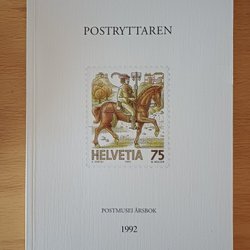 POSTRYTTAREN
HELVETIA 75
POSTMUSEI ÅRSBOK
1992